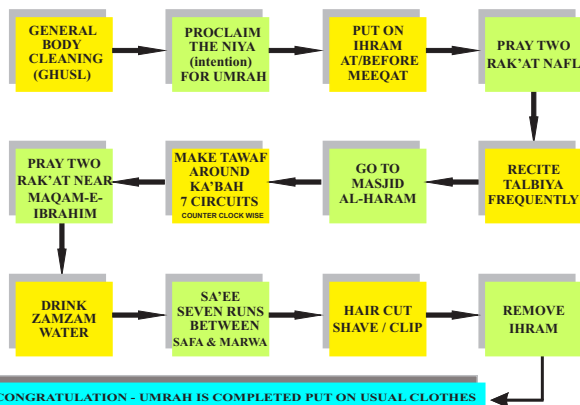 GENERAL
BODY
CLEANING
(GHUSL)
PROCLAIM
THE NIYA
(intention)
FOR UMRAH
PUT ON
IHRAM
AT/BEFORE
MEEQAT
PRAY TWO
RAK'AT NAFL
RECITE
TALBIYA
FREQUENTLY
GO TO
MASJID
AL-HARAM
MAKE TAWAF
AROUND
KA'BAH
7 CIRCUITS
COUNTER CLOCK WISE
PRAY TWO
RAK'AT NEAR
MAQAM-E-
IBRAHIM
DRINK
ZAMZAM
WATER
SA'EE
SEVEN RUNS
BETWEEN
SAFA & MARWA
HAIR CUT
SHAVE / CLIP
REMOVE
IHRAM
CONGRATULATION - UMRAH IS COMPLETED PUT ON USUAL CLOTHES